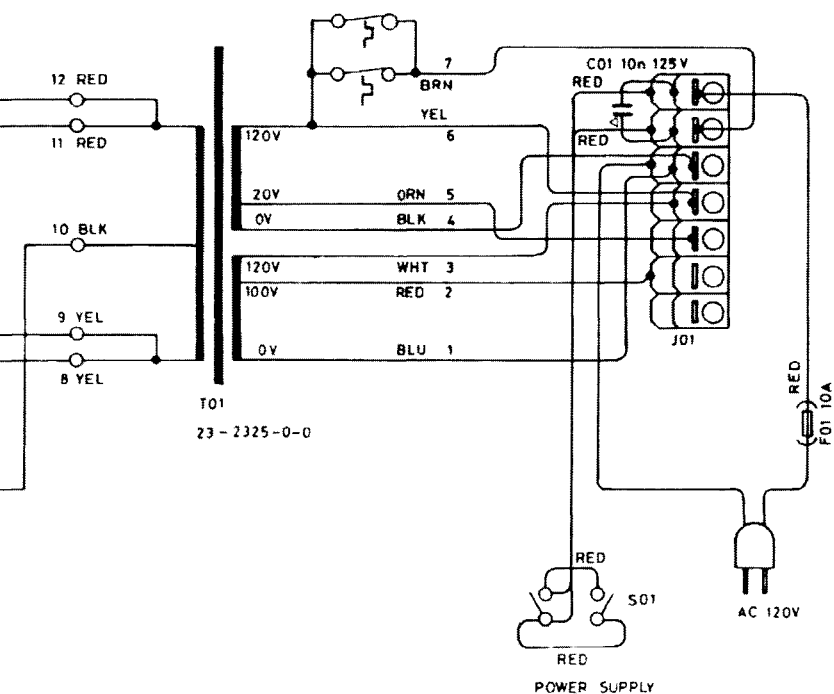 12 RED
11 RED
10 BLK
9 YEL
8 YEL
T01
23-2325-0-0
120V
20V
0V
120V
100V
0V
7
BRN
YEL
6
ORN 5
BLK 4
WHT 3
RED 2
BLU 1
C01 10n 125V
RED
RED
J01
RED
F01 10A
AC 120V
RED
S01
RED
POWER SUPPLY